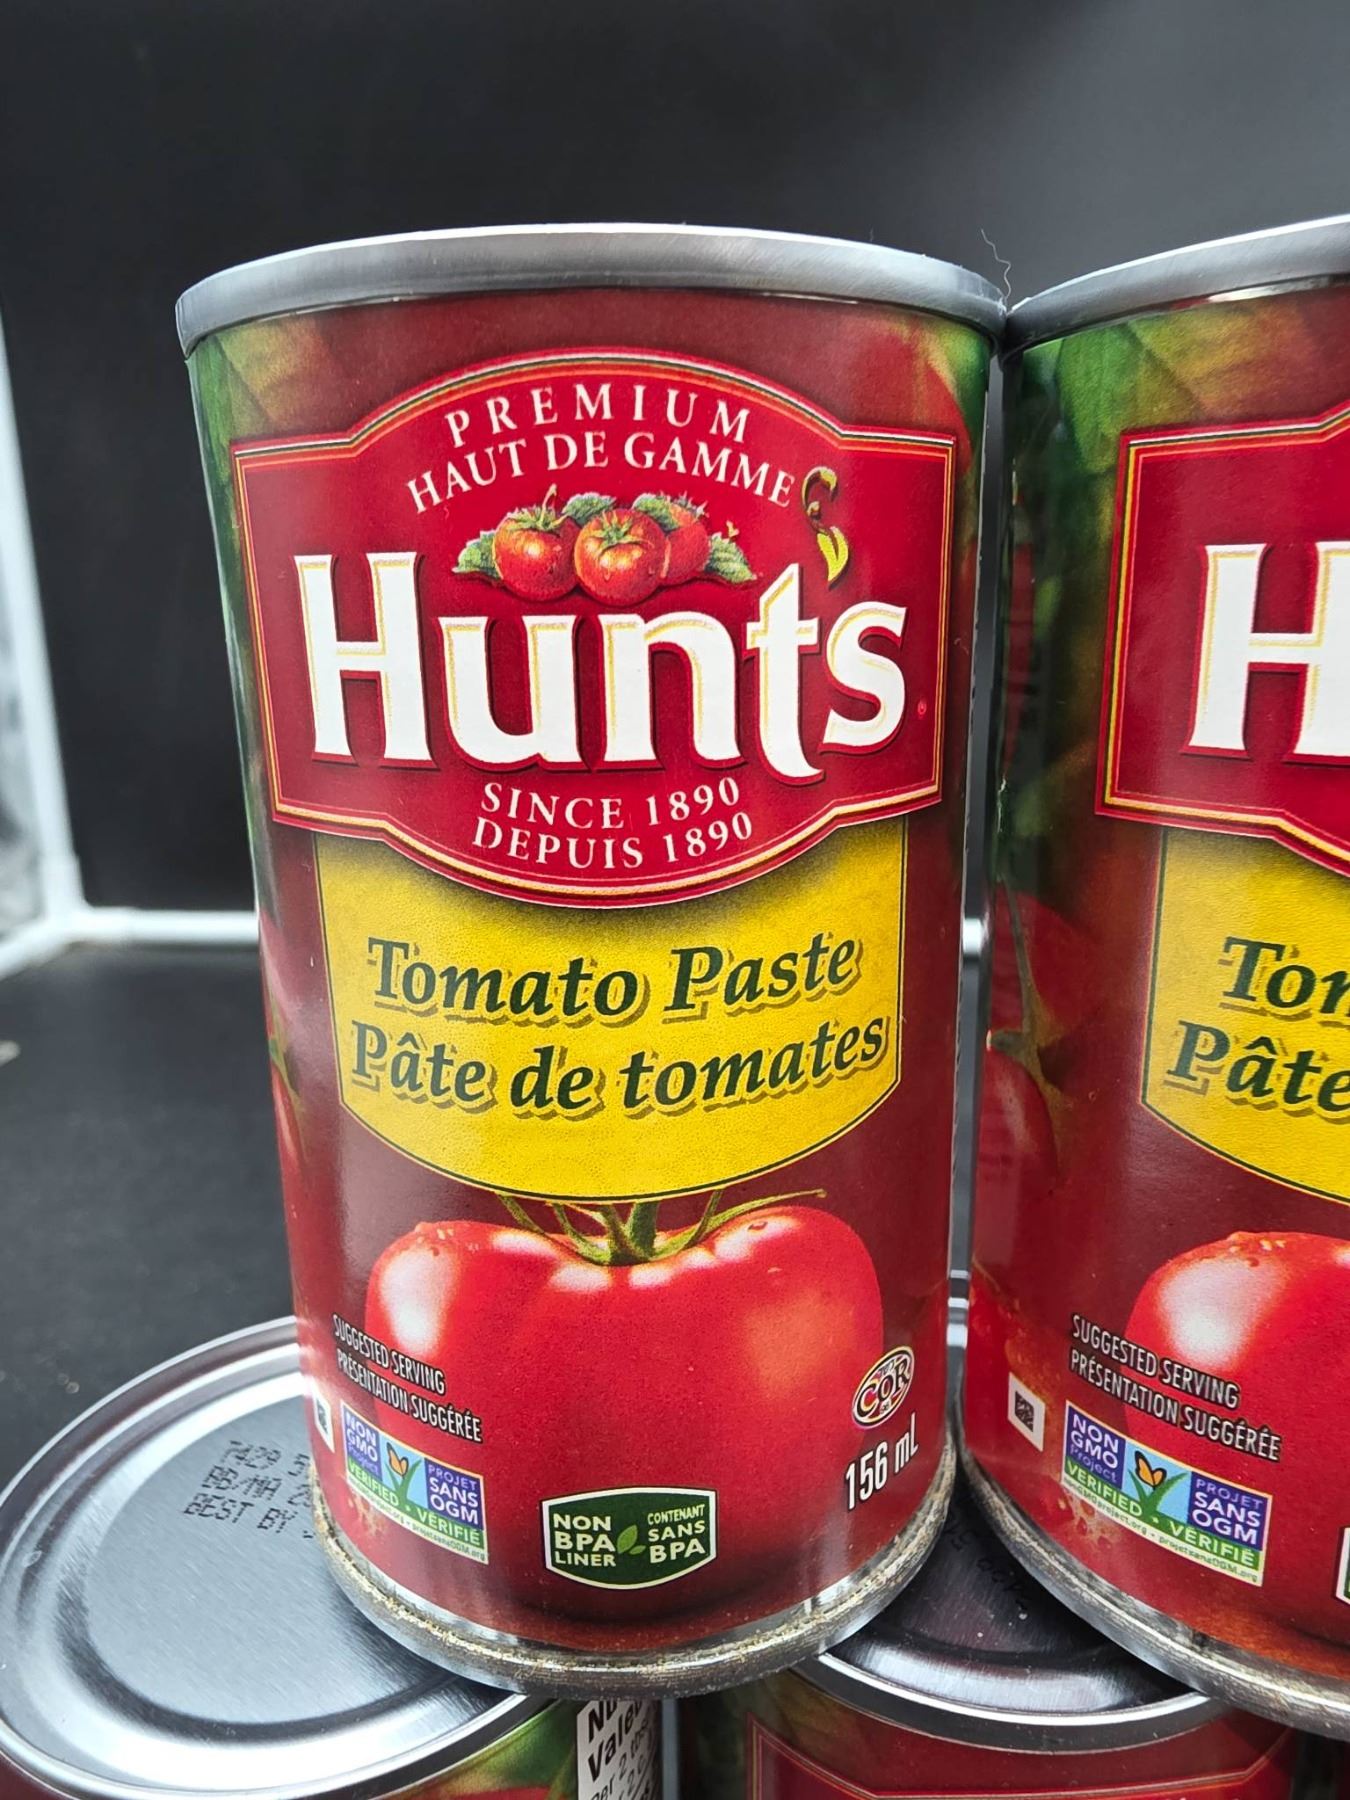 PREMIUM
HAUT DE GAMME
Hunt's
SINCE 1890
DEPUIS 1890
Tomato Paste
Pâte de tomates
SUGGESTED SERVING
PRÉSENTATION SUGGÉRÉE
NON
GMO
Project
VERIFIED • VÉRIFIÉ
PROJET
SANS
OGM
NON
BPA
LINER
CONTENANT
SANS
BPA
COR
156 mL
H
Pâte
SUGGESTED SERVING
PRÉSENTATION SUGGÉRÉE
NON
GMO
Project
VERIFIED • VÉRIFIÉ
PROJET
SANS
OGM
BEST BY